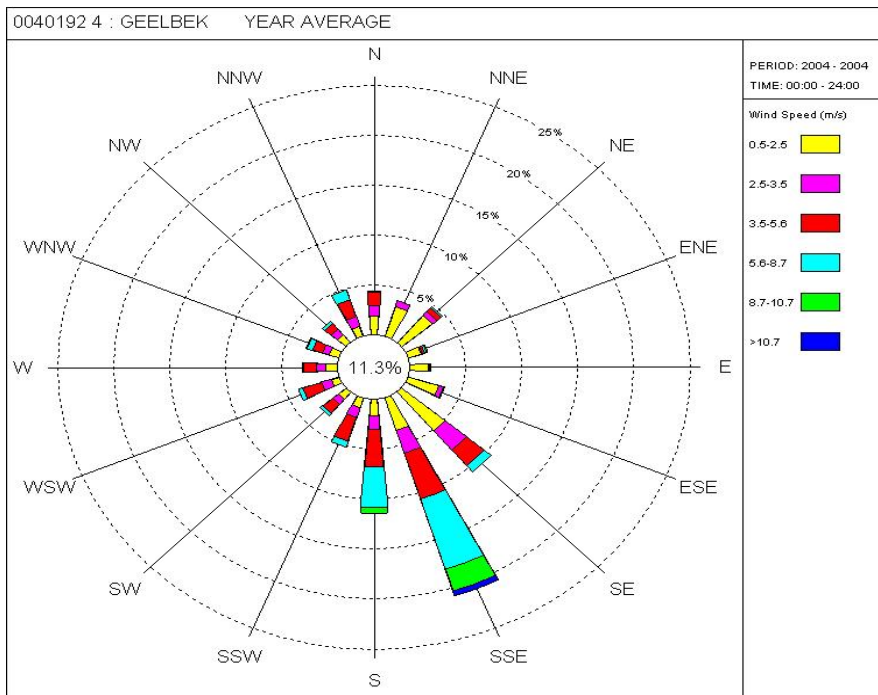 0040192 4 : GEELBEK YEAR AVERAGE
PERIOD: 2004 - 2004
TIME: 00:00 - 24:00
Wind Speed (m/s)
0.5-2.5
2.5-3.5
3.5-5.6
5.6-8.7
8.7-10.7
>10.7
N
NNE
NE
ENE
E
ESE
SE
SSE
S
SSW
SW
WSW
W
WNW
NW
NNW
25%
20%
15%
10%
5%
11.3%